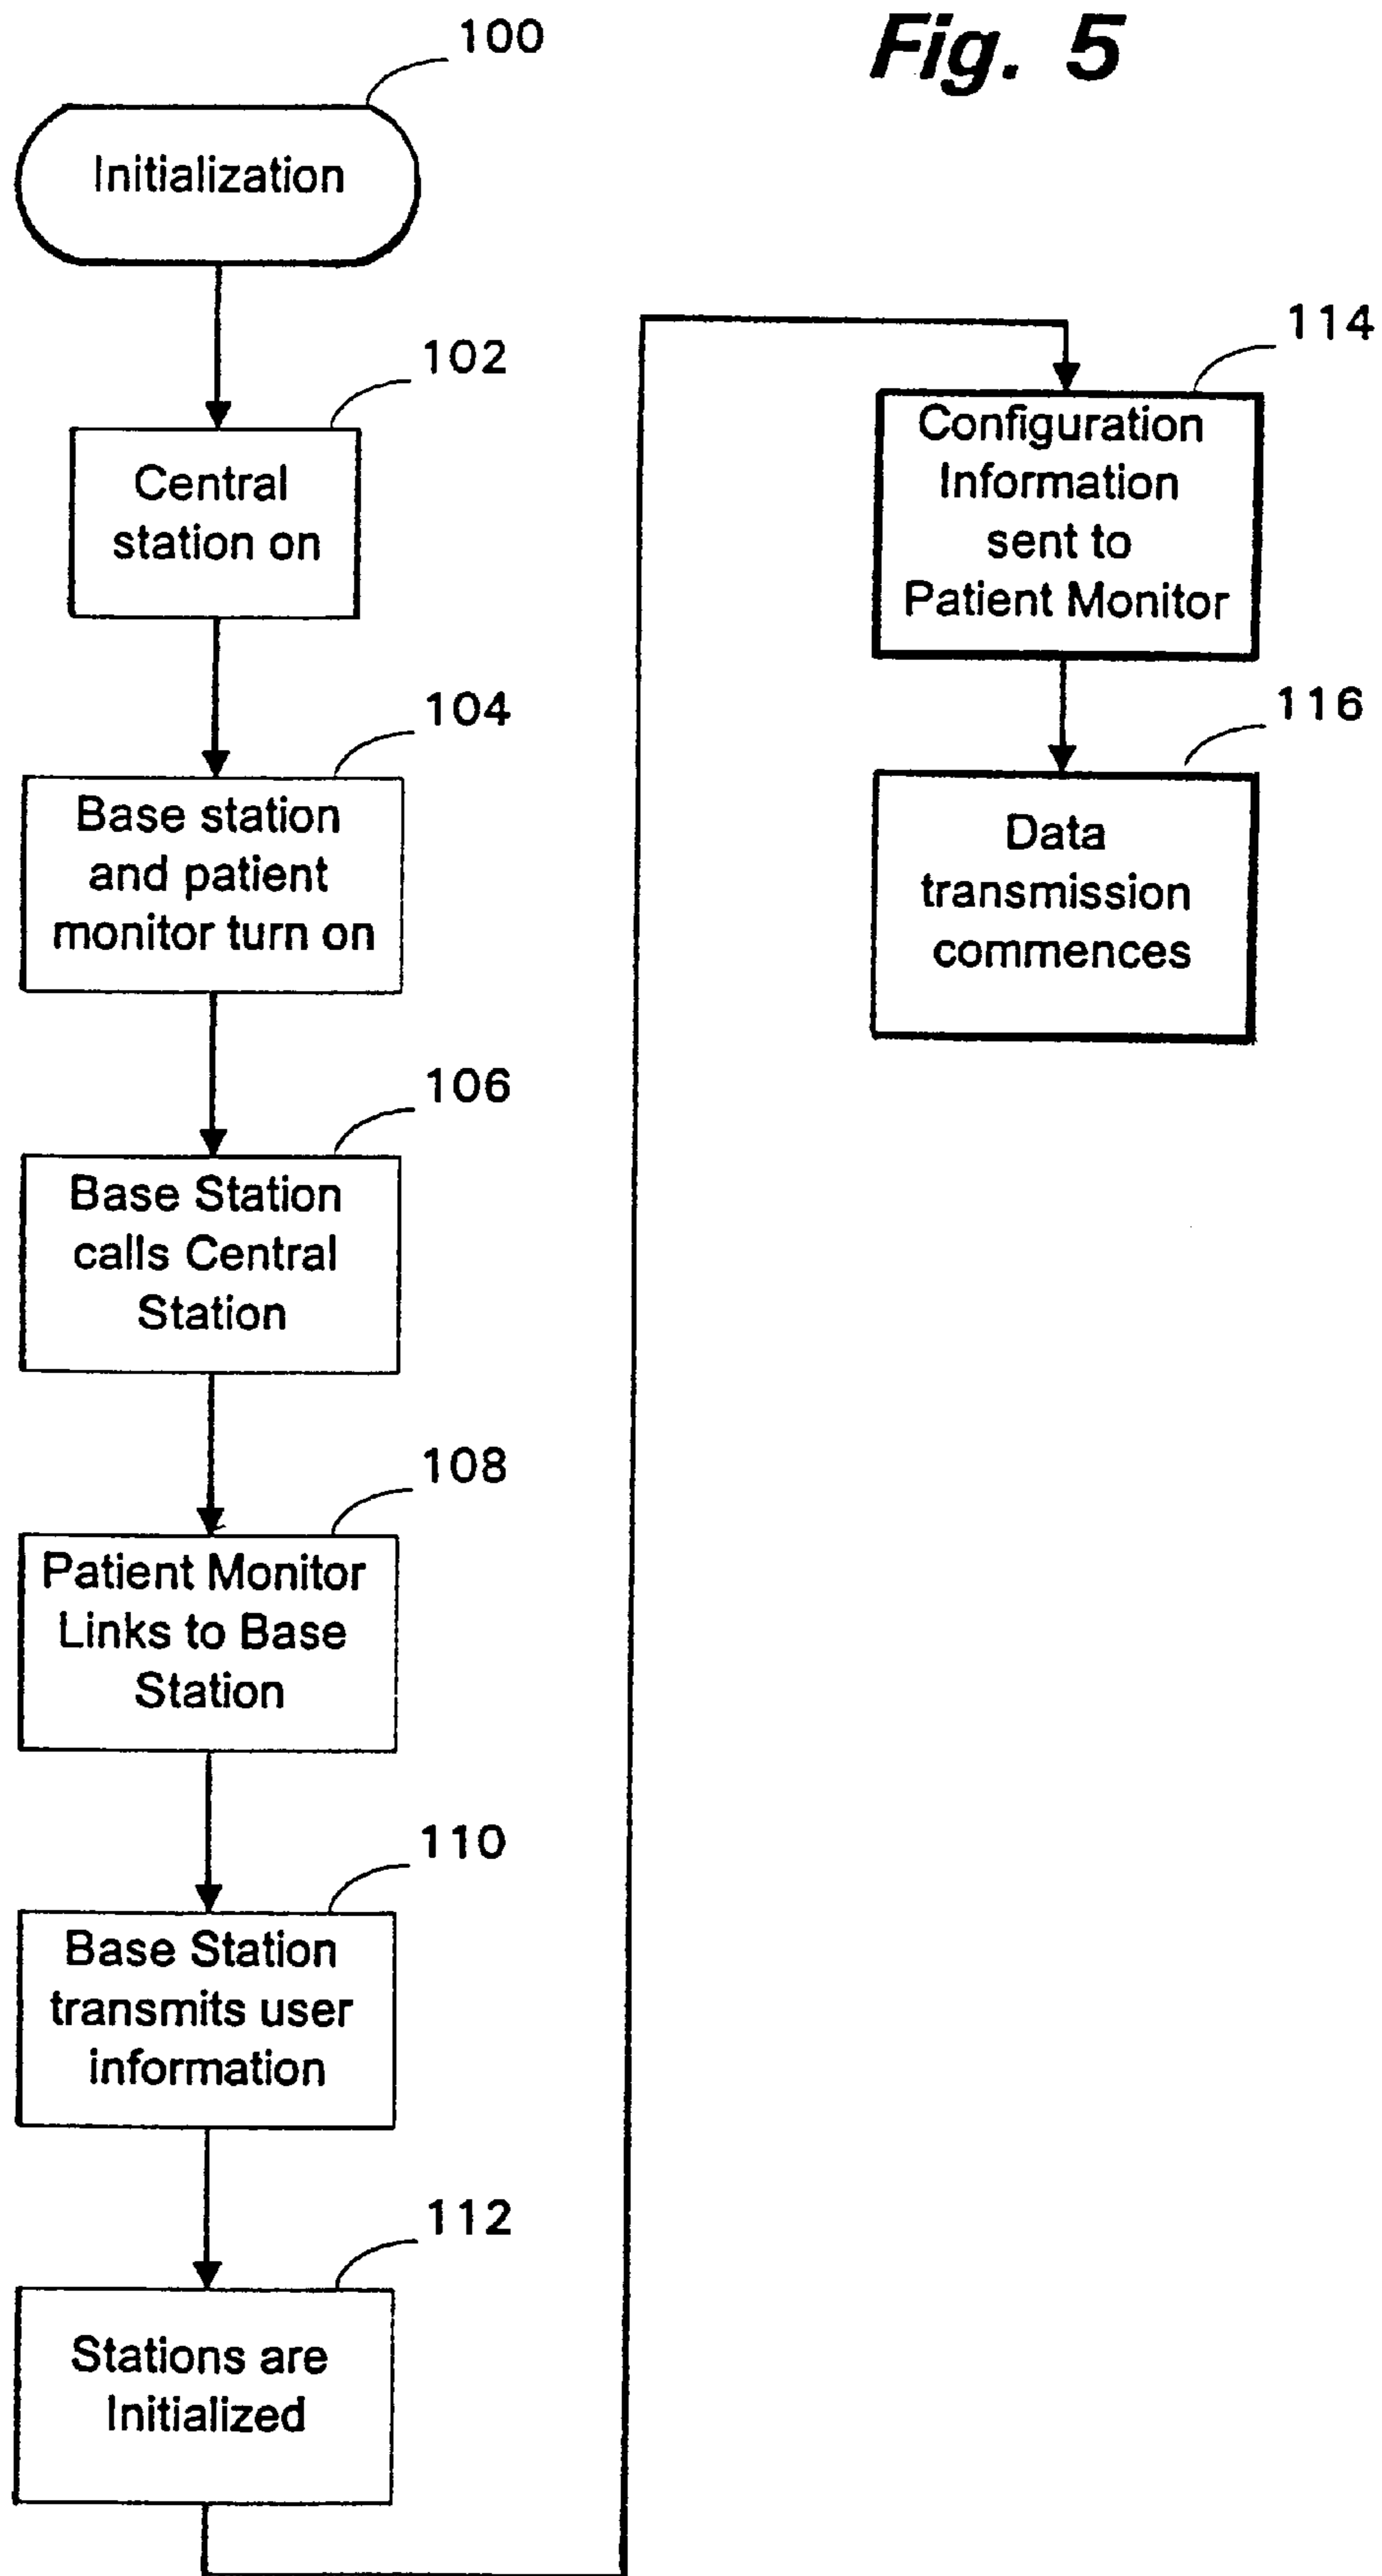 Fig. 5
100
Initialization
102
Central
station on
104
Base station
and patient
monitor turn on
106
Base Station
calls Central
Station
108
Patient Monitor
Links to Base
Station
110
Base Station
transmits user
information
112
Stations are
Initialized
114
Configuration
Information
sent to
Patient Monitor
116
Data
transmission
commences